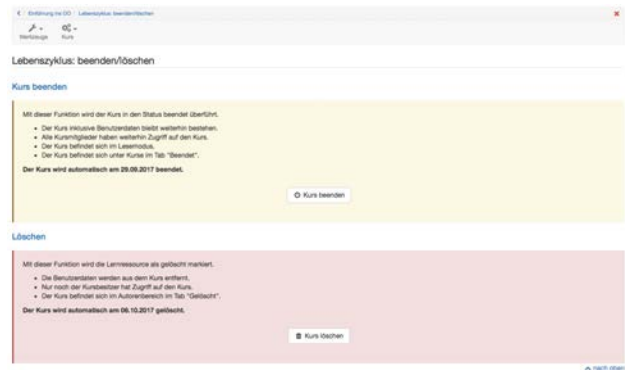 Einführung ins OO Lebenszyklus: beenden/löschen
Werkzeuge Kurs
Lebenszyklus: beenden/löschen
Kurs beenden
Mit dieser Funktion wird der Kurs in den Status beendet überführt.
• Der Kurs inklusive Benutzerdaten bleibt weiterhin bestehen.
• Alle Kursmitglieder haben weiterhin Zugriff auf den Kurs.
• Der Kurs befindet sich im Lesemodus.
• Der Kurs befindet sich unter Kurse im Tab "Beendet".
Der Kurs wird automatisch am 29.09.2017 beendet.
Kurs beenden
Löschen
Mit dieser Funktion wird die Lernressource als gelöscht markiert.
• Die Benutzerdaten werden aus dem Kurs entfernt.
• Nur noch der Kursbesitzer hat Zugriff auf den Kurs.
• Der Kurs befindet sich im Autorenbereich im Tab "Gelöscht".
Der Kurs wird automatisch am 06.10.2017 gelöscht.
Kurs löschen
nach oben